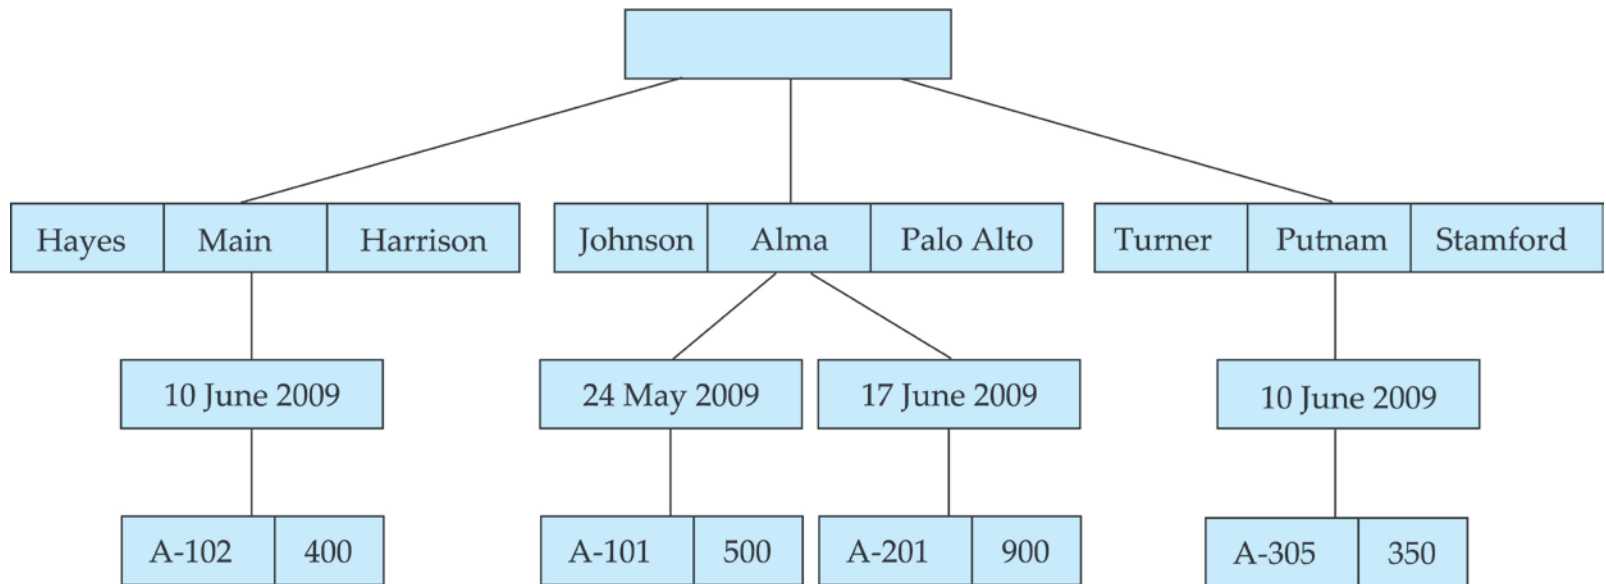 Hayes Main Harrison Johnson Alma Palo Alto Turner Putnam Stamford
10 June 2009 24 May 2009 17 June 2009 10 June 2009
A-102 400 A-101 500 A-201 900 A-305 350